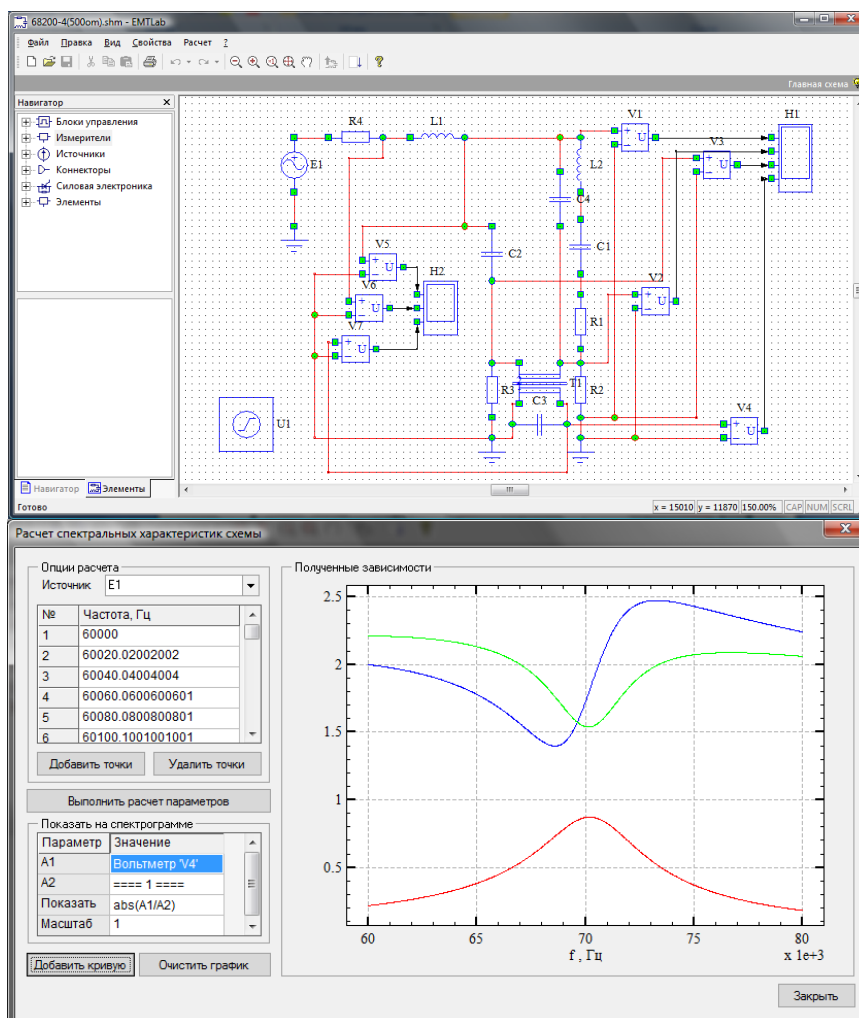 68200-4(500om).shm - EMTLab
Файл Правка Вид Свойства Расчет ?
Главная схема
Навигатор
Блоки управления
Измерители
Источники
Коннекторы
Силовая электроника
Элементы
R4 L1 V1 H1
E1 L2 V3
C4
V5 C2 C1
H2 V2
V6
V7 R1
R3 T1 R2
C3 V4
U1
+ − U
+ − U
+ − U
+ − U
+ − U
+ − U
+ − U
Навигатор Элементы
Готово
x = 15010 y = 11870 150.00% CAP NUM SCRL
Расчет спектральных характеристик схемы
Опции расчета
Источник E1
№ Частота, Гц
1 60000
2 60020.02002002
3 60040.04004004
4 60060.0600600601
5 60080.0800800801
6 60100.1001001001
Добавить точки Удалить точки
Выполнить расчет параметров
Показать на спектрограмме
Параметр Значение
A1 Вольтметр 'V4'
A2 ==== 1 ====
Показать abs(A1/A2)
Масштаб 1
Добавить кривую Очистить график
Полученные зависимости
2.5
2
1.5
1
0.5
60 65 70 75 80
f , Гц x 1e+3
Закрыть